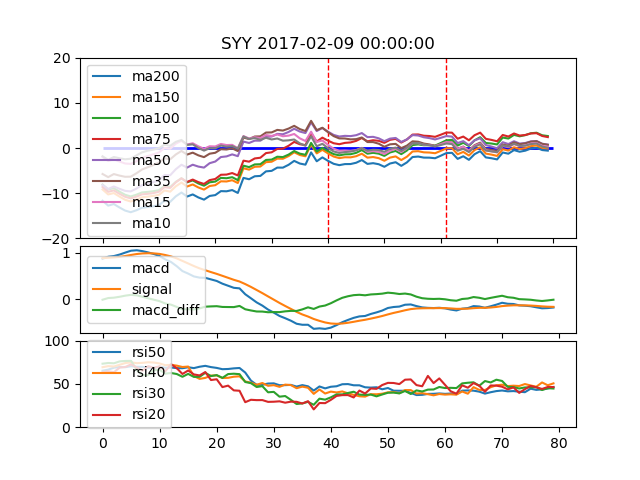 SYY 2017-02-09 00:00:00
20
10
0
−10
−20
ma200
ma150
ma100
ma75
ma50
ma35
ma15
ma10
1
0
macd
signal
macd_diff
100
50
0
rsi50
rsi40
rsi30
rsi20
0 10 20 30 40 50 60 70 80